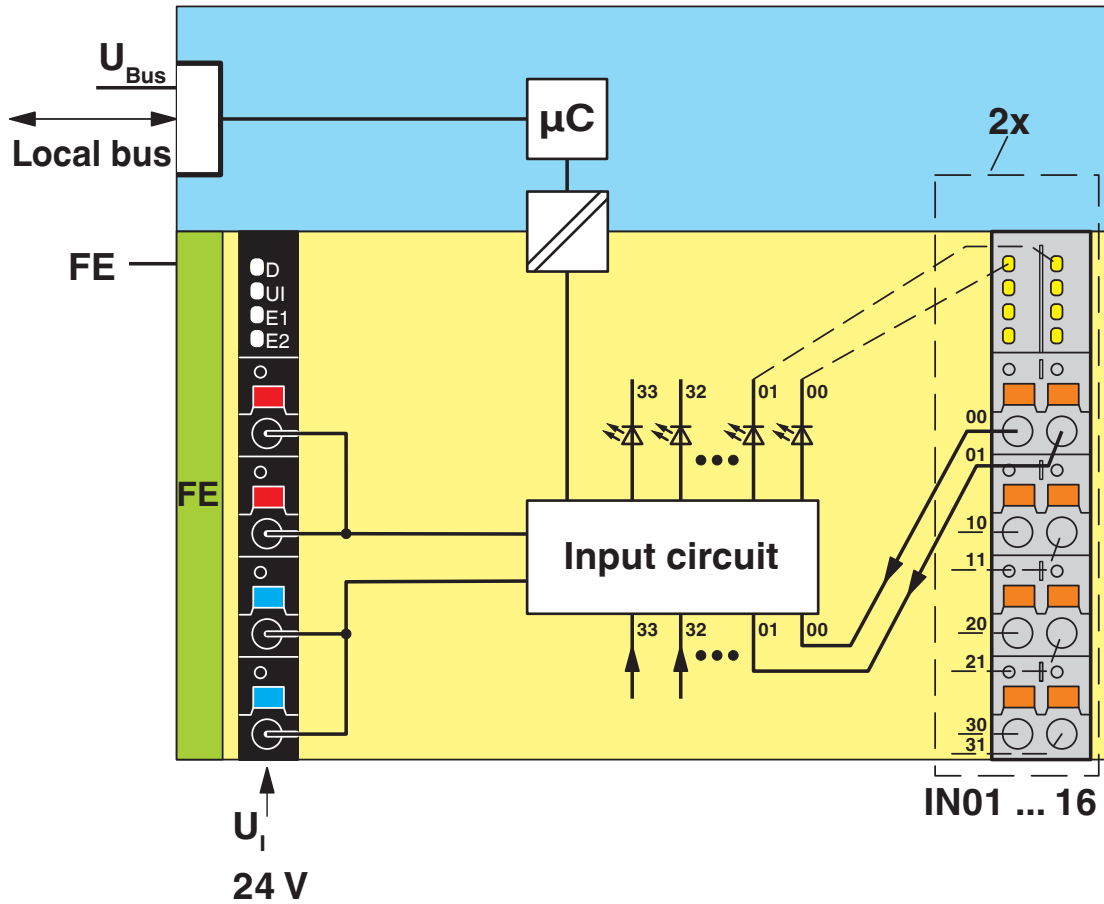 U Bus
Local bus
µC
2x
FE
D
UI
E1
E2
33 32 01 00
00
01
FE
Input circuit
10
11
33 32 01 00
20
21
30
31
IN01 ... 16
U I
24 V